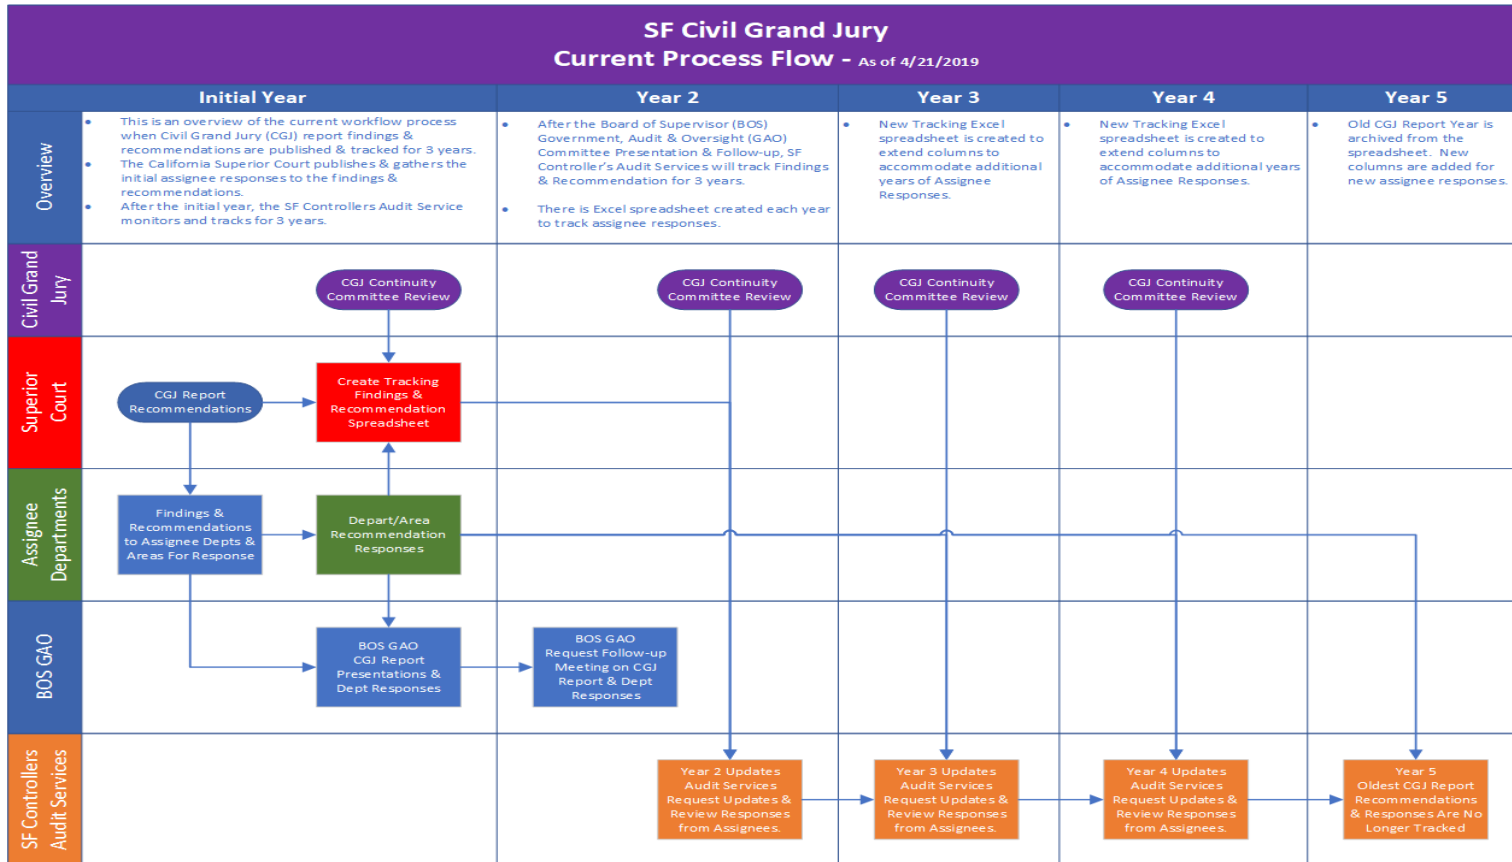 SF Civil Grand Jury
Current Process Flow - As of 4/21/2019
Initial Year
Year 2
Year 3
Year 4
Year 5
Overview
• This is an overview of the current workflow process
when Civil Grand Jury (CGJ) report findings &
recommendations are published & tracked for 3 years.
• The California Superior Court publishes & gathers the
initial assignee responses to the findings &
recommendations.
• After the initial year, the SF Controllers Audit Service
monitors and tracks for 3 years.
• After the Board of Supervisor (BOS)
Government, Audit & Oversight (GAO)
Committee Presentation & Follow-up, SF
Controller's Audit Services will track Findings
& Recommendation for 3 years.
• There is Excel spreadsheet created each year
to track assignee responses.
• New Tracking Excel
spreadsheet is created to
extend columns to
accommodate additional
years of Assignee
Responses.
• New Tracking Excel
spreadsheet is created to
extend columns to
accommodate additional years
of Assignee Responses.
• Old CGJ Report Year is
archived from the
spreadsheet. New
columns are added for
new assignee responses.
Civil Grand
Jury
CGJ Continuity
Committee Review
CGJ Continuity
Committee Review
CGJ Continuity
Committee Review
CGJ Continuity
Committee Review
Superior
Court
CGJ Report
Recommendations
Create Tracking
Findings &
Recommendation
Spreadsheet
Assignee
Departments
Findings &
Recommendations
to Assignee Depts &
Areas For Response
Depart/Area
Recommendation
Responses
BOS GAO
BOS GAO
CGJ Report
Presentations &
Dept Responses
BOS GAO
Request Follow-up
Meeting on CGJ
Report & Dept
Responses
SF Controllers
Audit Services
Year 2 Updates
Audit Services
Request Updates &
Review Responses
from Assignees.
Year 3 Updates
Audit Services
Request Updates &
Review Responses
from Assignees.
Year 4 Updates
Audit Services
Request Updates &
Review Responses
from Assignees.
Year 5
Oldest CGJ Report
Recommendations
& Responses Are No
Longer Tracked